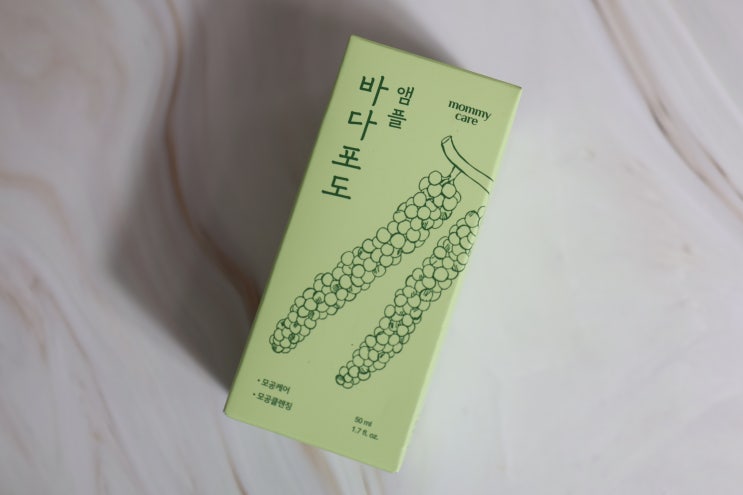 바다포도
앰플
mommy
care
• 모공케어
• 모공클렌징
50 ml
1.7 fl. oz.